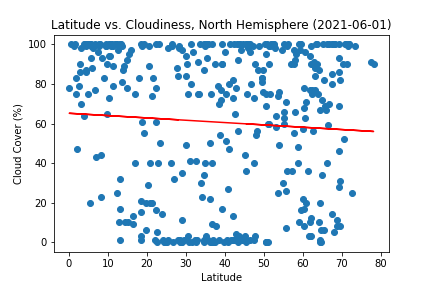 Latitude vs. Cloudiness, North Hemisphere (2021-06-01)
100
80
60
40
20
0
Cloud Cover (%)
0 10 20 30 40 50 60 70 80
Latitude